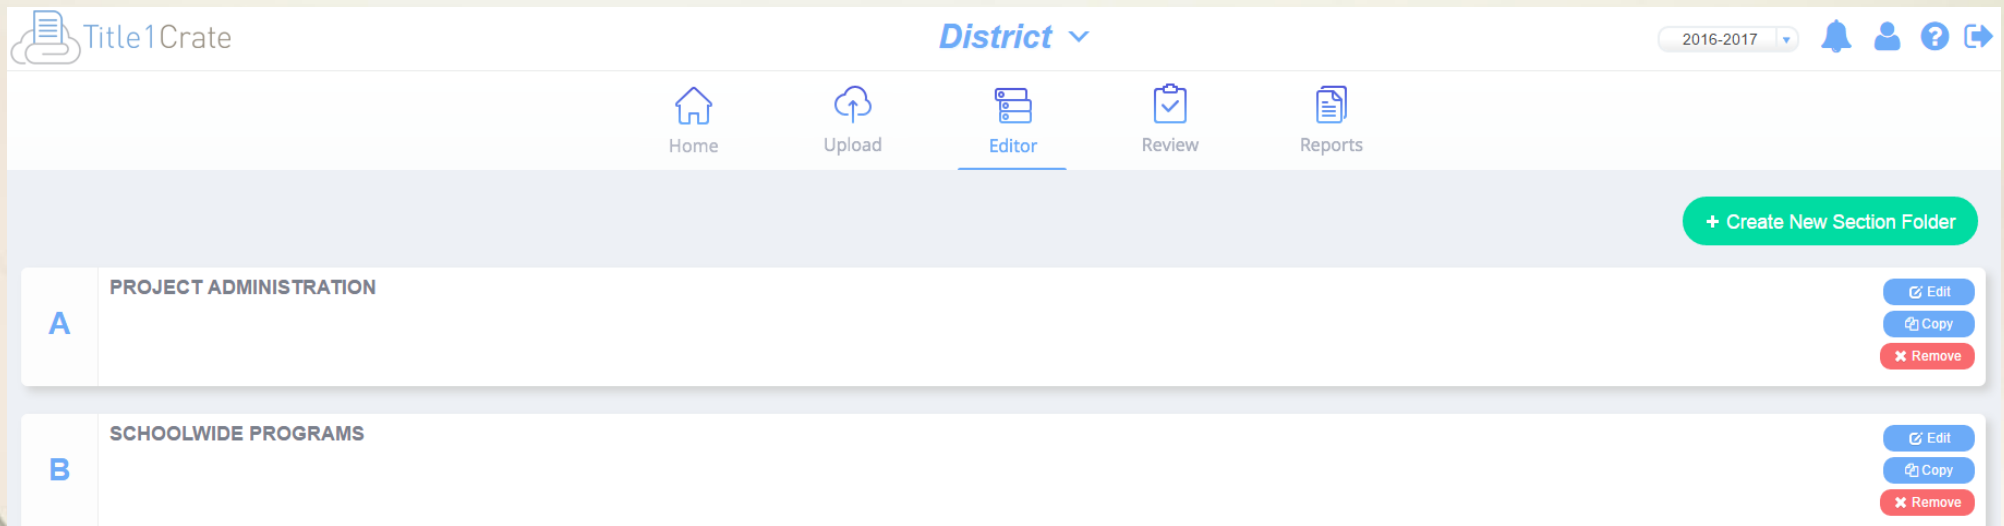 Title1Crate
District
2016-2017
Home
Upload
Editor
Review
Reports
+ Create New Section Folder
A
PROJECT ADMINISTRATION
Edit
Copy
Remove
B
SCHOOLWIDE PROGRAMS
Edit
Copy
Remove